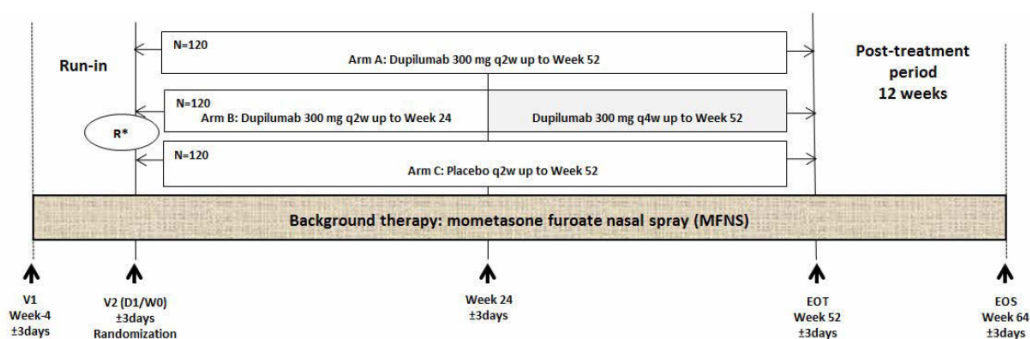 Run-in
N=120
Arm A: Dupilumab 300 mg q2w up to Week 52
Post-treatment
period
12 weeks
N=120
Arm B: Dupilumab 300 mg q2w up to Week 24
Dupilumab 300 mg q4w up to Week 52
R*
N=120
Arm C: Placebo q2w up to Week 52
Background therapy: mometasone furoate nasal spray (MFNS)
V1
Week-4
±3days
V2 (D1/W0)
±3days
Randomization
Week 24
±3days
EOT
Week 52
±3days
EOS
Week 64
±3days